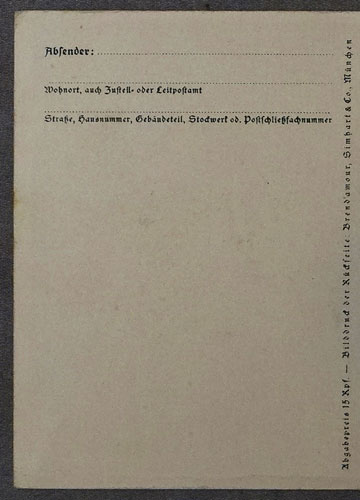 Absender:
Wohnort, auch Zustell- oder Leitpostamt
Straße, Hausnummer, Gebäudeteil, Stockwerk od. Postschließfachnummer
Abgabepreis 15 Rpf. — Bilddruck der Rückseite: Brend'amour, Simhart & Co., München